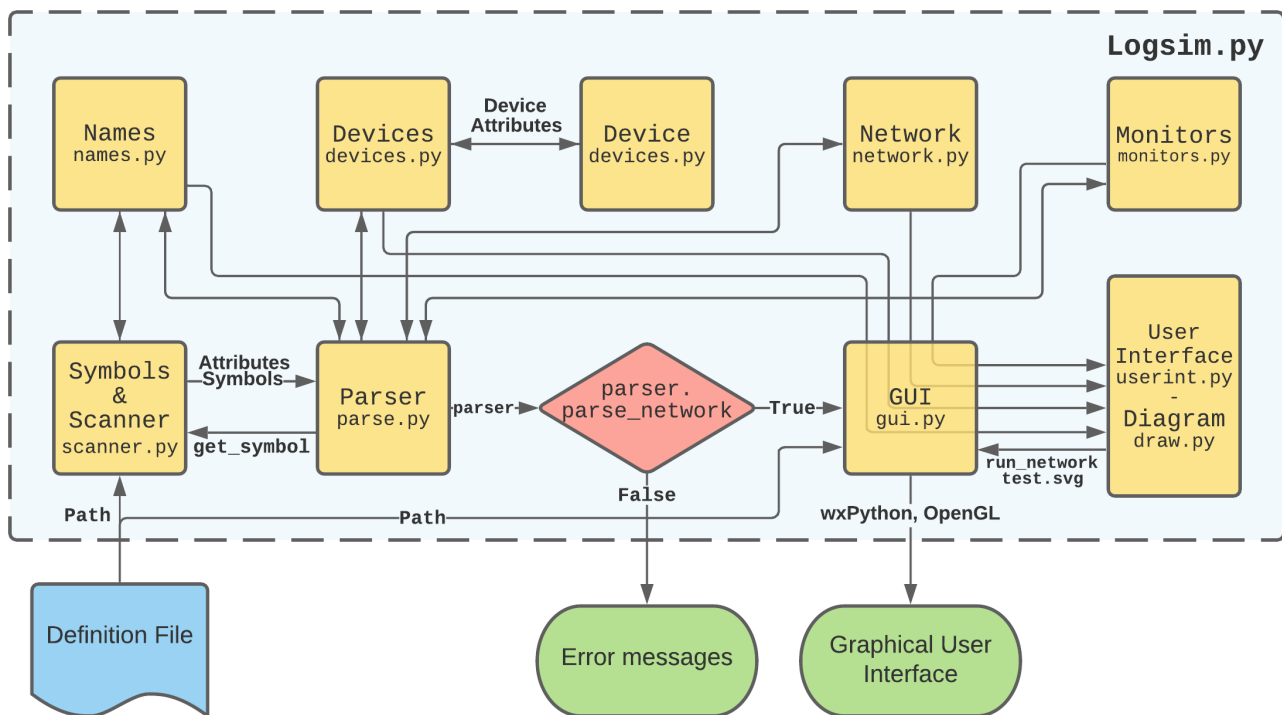 Logsim.py
Names
names.py
Devices
devices.py
Device
Attributes
Device
devices.py
Network
network.py
Monitors
monitors.py
Symbols
&
Scanner
scanner.py
Attributes
Symbols
get_symbol
Parser
parse.py
parser
parser.
parse_network
True
False
GUI
gui.py
User
Interface
userint.py
-
Diagram
draw.py
run_network
test.svg
Path
Path
wxPython, OpenGL
Definition File
Error messages
Graphical User
Interface